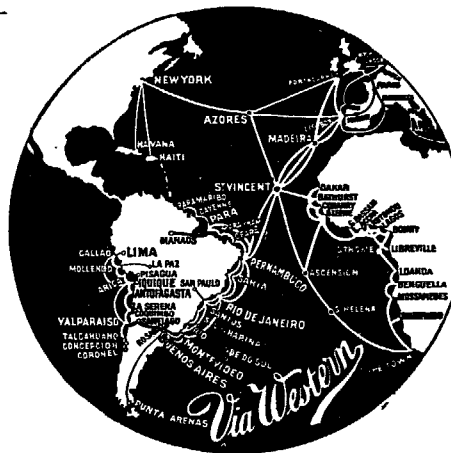 NEW YORK
AZORES
MADEIRA
HAVANA
HAITI
ST VINCENT
DAKAR
BATHURST
PARAMARIBO
CAYENNE
PARA
MANAOS
BONNY
LIBREVILLE
CALLAO
LIMA
LA PAZ
MOLLENDO
PISAGUA
ARICA
IQUIQUE
SAN PAULO
ANTOFAGASTA
PERNAMBUCO
BAHIA
ASCENSION
LOANDA
BENGUELLA
MOSSAMEDES
LA SERENA
RIO DE JANEIRO
ST HELENA
VALPARAISO
TALCAHUANO
CONCEPCION
CORONEL
MONTEVIDEO
BUENOS AIRES
PUNTA ARENAS
Via Western